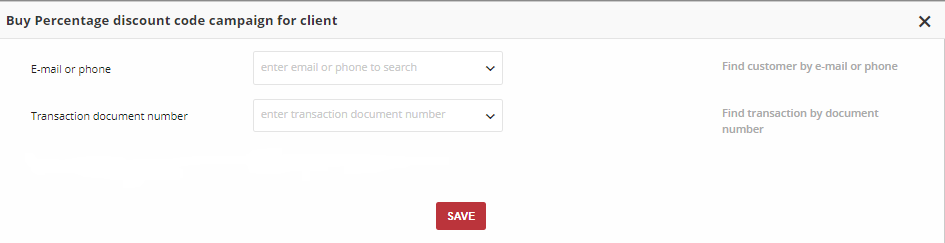 Buy Percentage discount code campaign for client
E-mail or phone
enter email or phone to search
Find customer by e-mail or phone
Transaction document number
enter transaction document number
Find transaction by document
number
SAVE